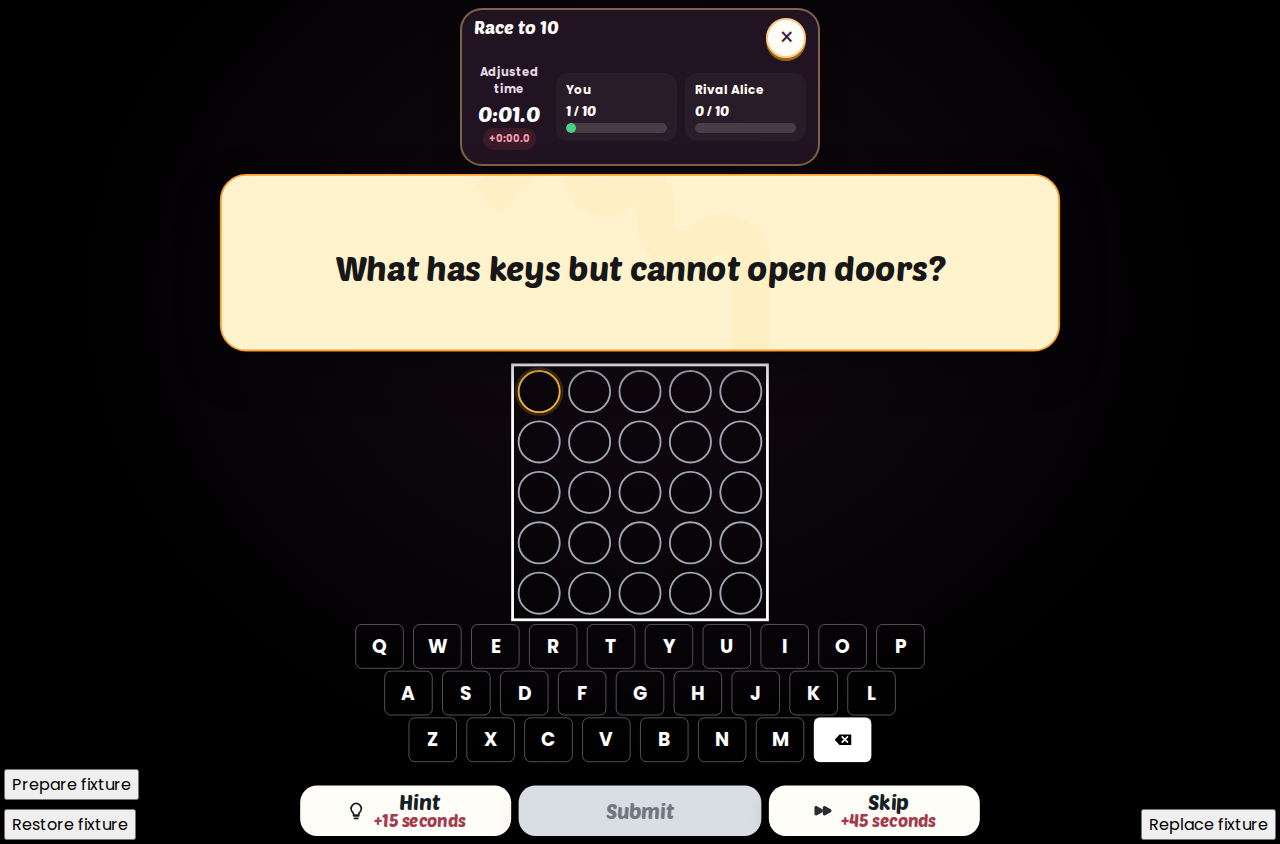 Race to 10
×
Adjusted
time
0:01.0
+0:00.0
You
1 / 10
Rival Alice
0 / 10
What has keys but cannot open doors?
Q W E R T Y U I O P
A S D F G H J K L
Z X C V B N M
Prepare fixture
Restore fixture
Hint
+15 seconds
Submit
Skip
+45 seconds
Replace fixture